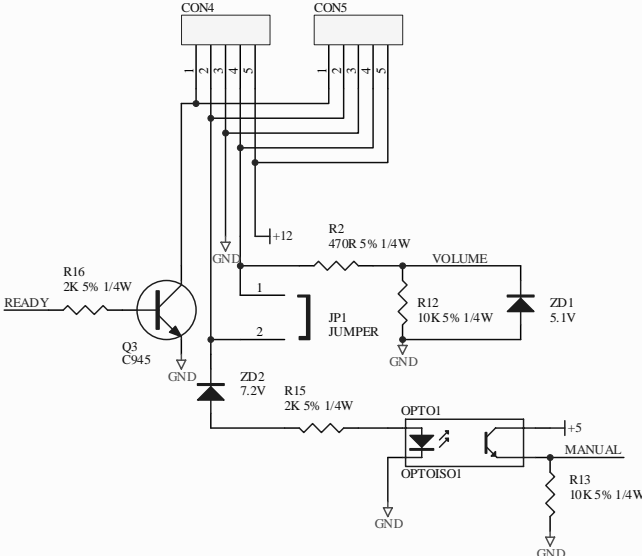 CON4
CON5
1 2 3 4 5
1 2 3 4 5
+12
GND
R2
470R 5% 1/4W
VOLUME
R16
2K 5% 1/4W
READY
1
2
JP1
JUMPER
R12
10K 5% 1/4W
ZD1
5.1V
Q3
C945
GND
GND
ZD2
7.2V
R15
2K 5% 1/4W
OPTO1
+5
MANUAL
OPTOISO1
R13
10K 5% 1/4W
GND
GND